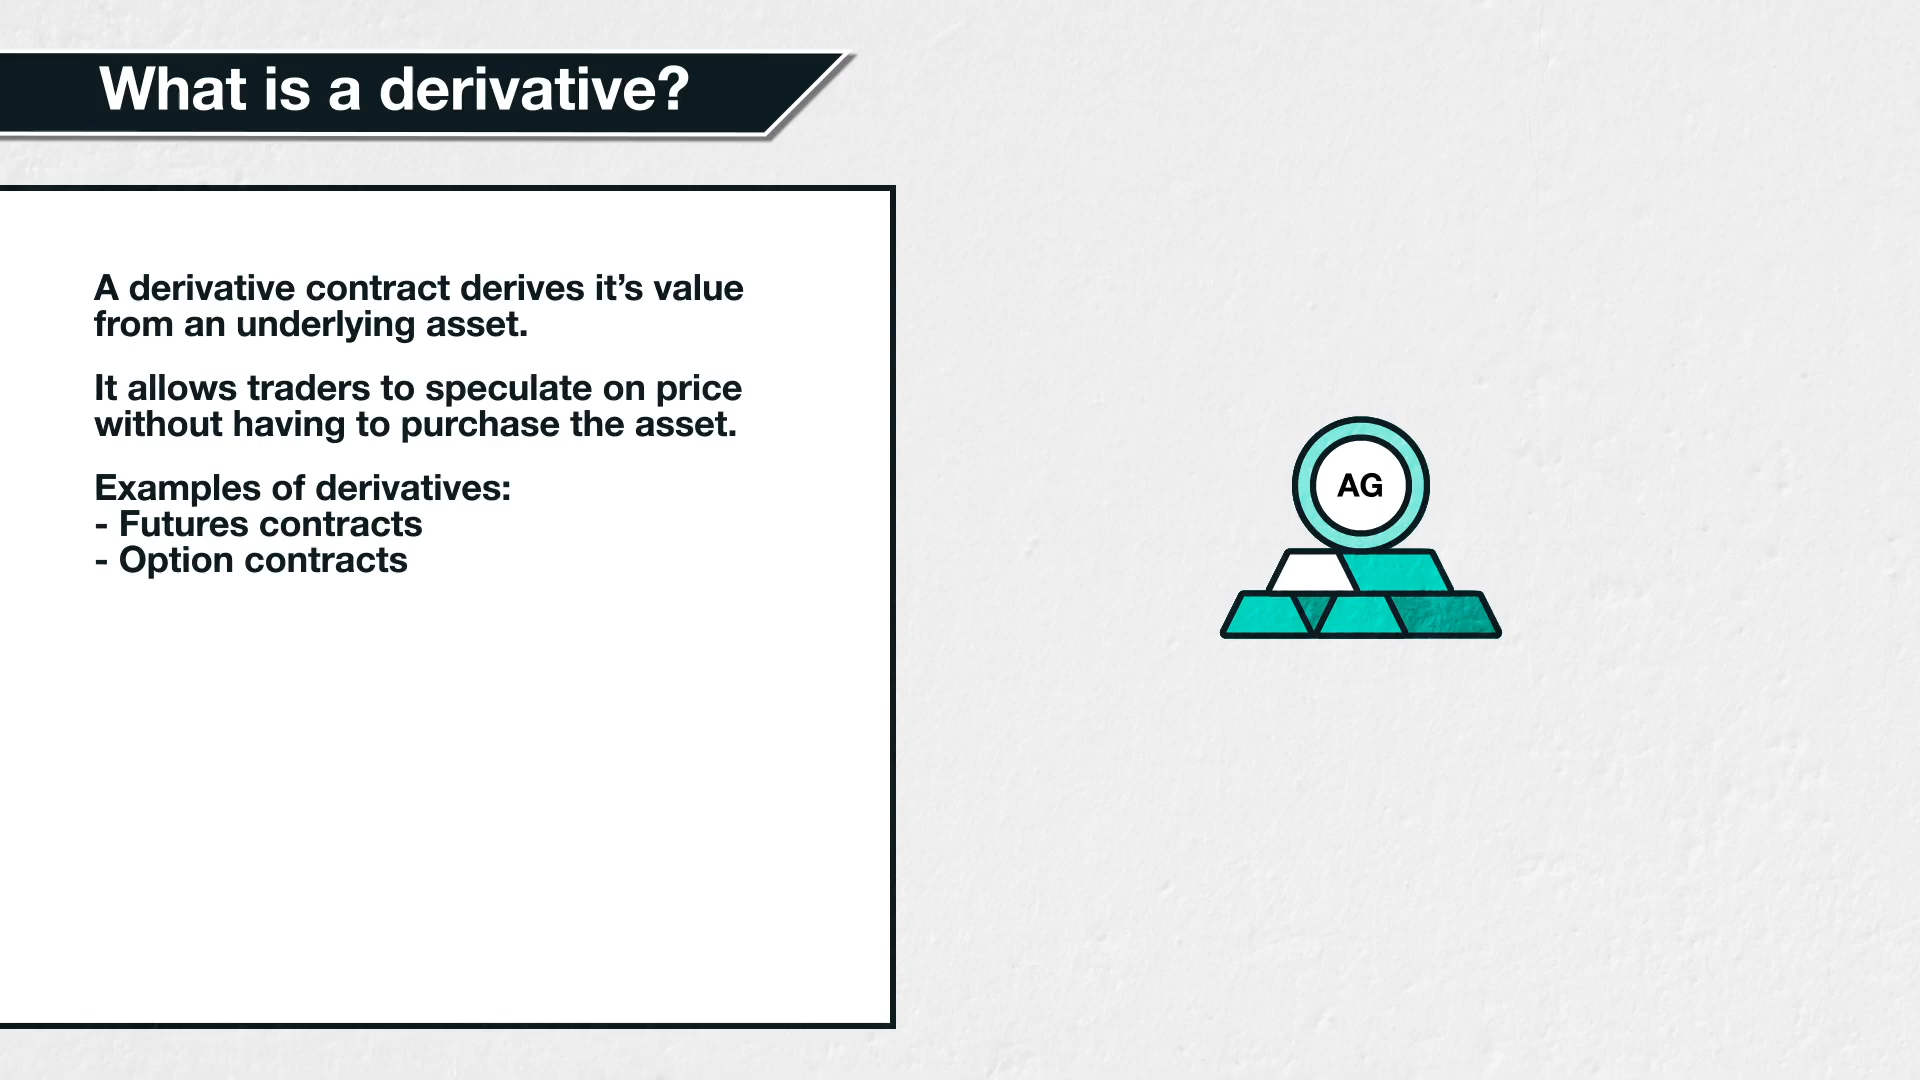 What is a derivative?
A derivative contract derives it’s value
from an underlying asset.
It allows traders to speculate on price
without having to purchase the asset.
Examples of derivatives:
- Futures contracts
- Option contracts
AG